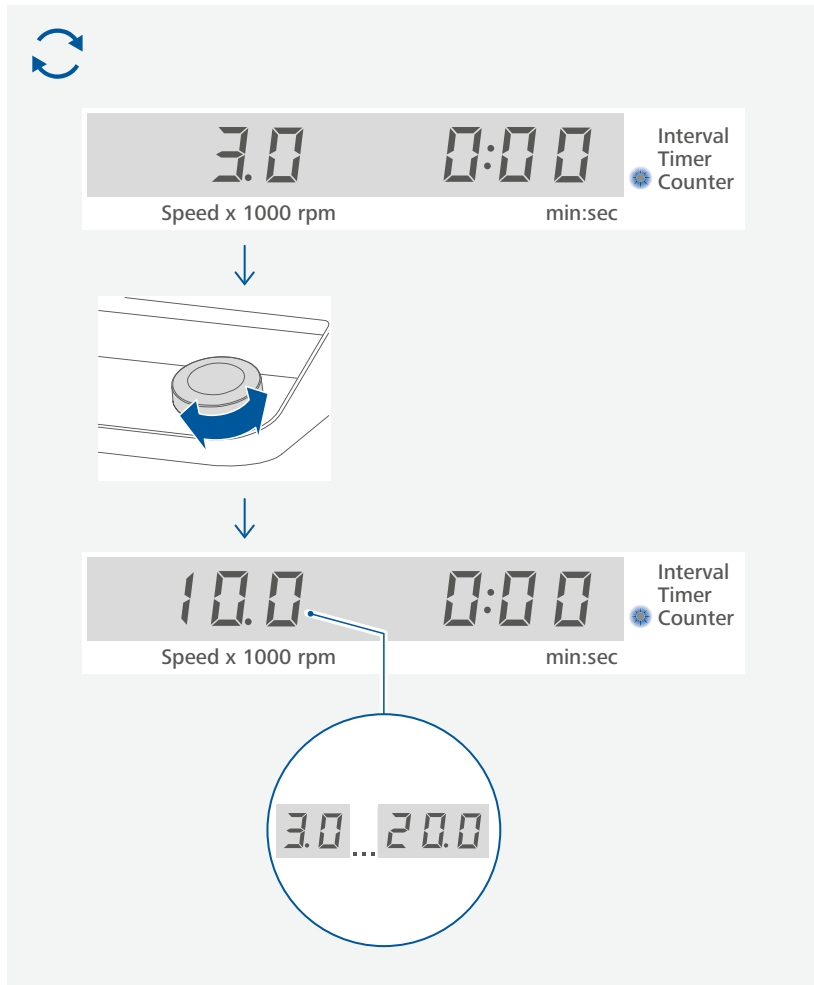 3.0 0:00
Interval
Timer
Counter
Speed x 1000 rpm min:sec
10.0 0:00
Interval
Timer
Counter
Speed x 1000 rpm min:sec
3.0 ... 20.0